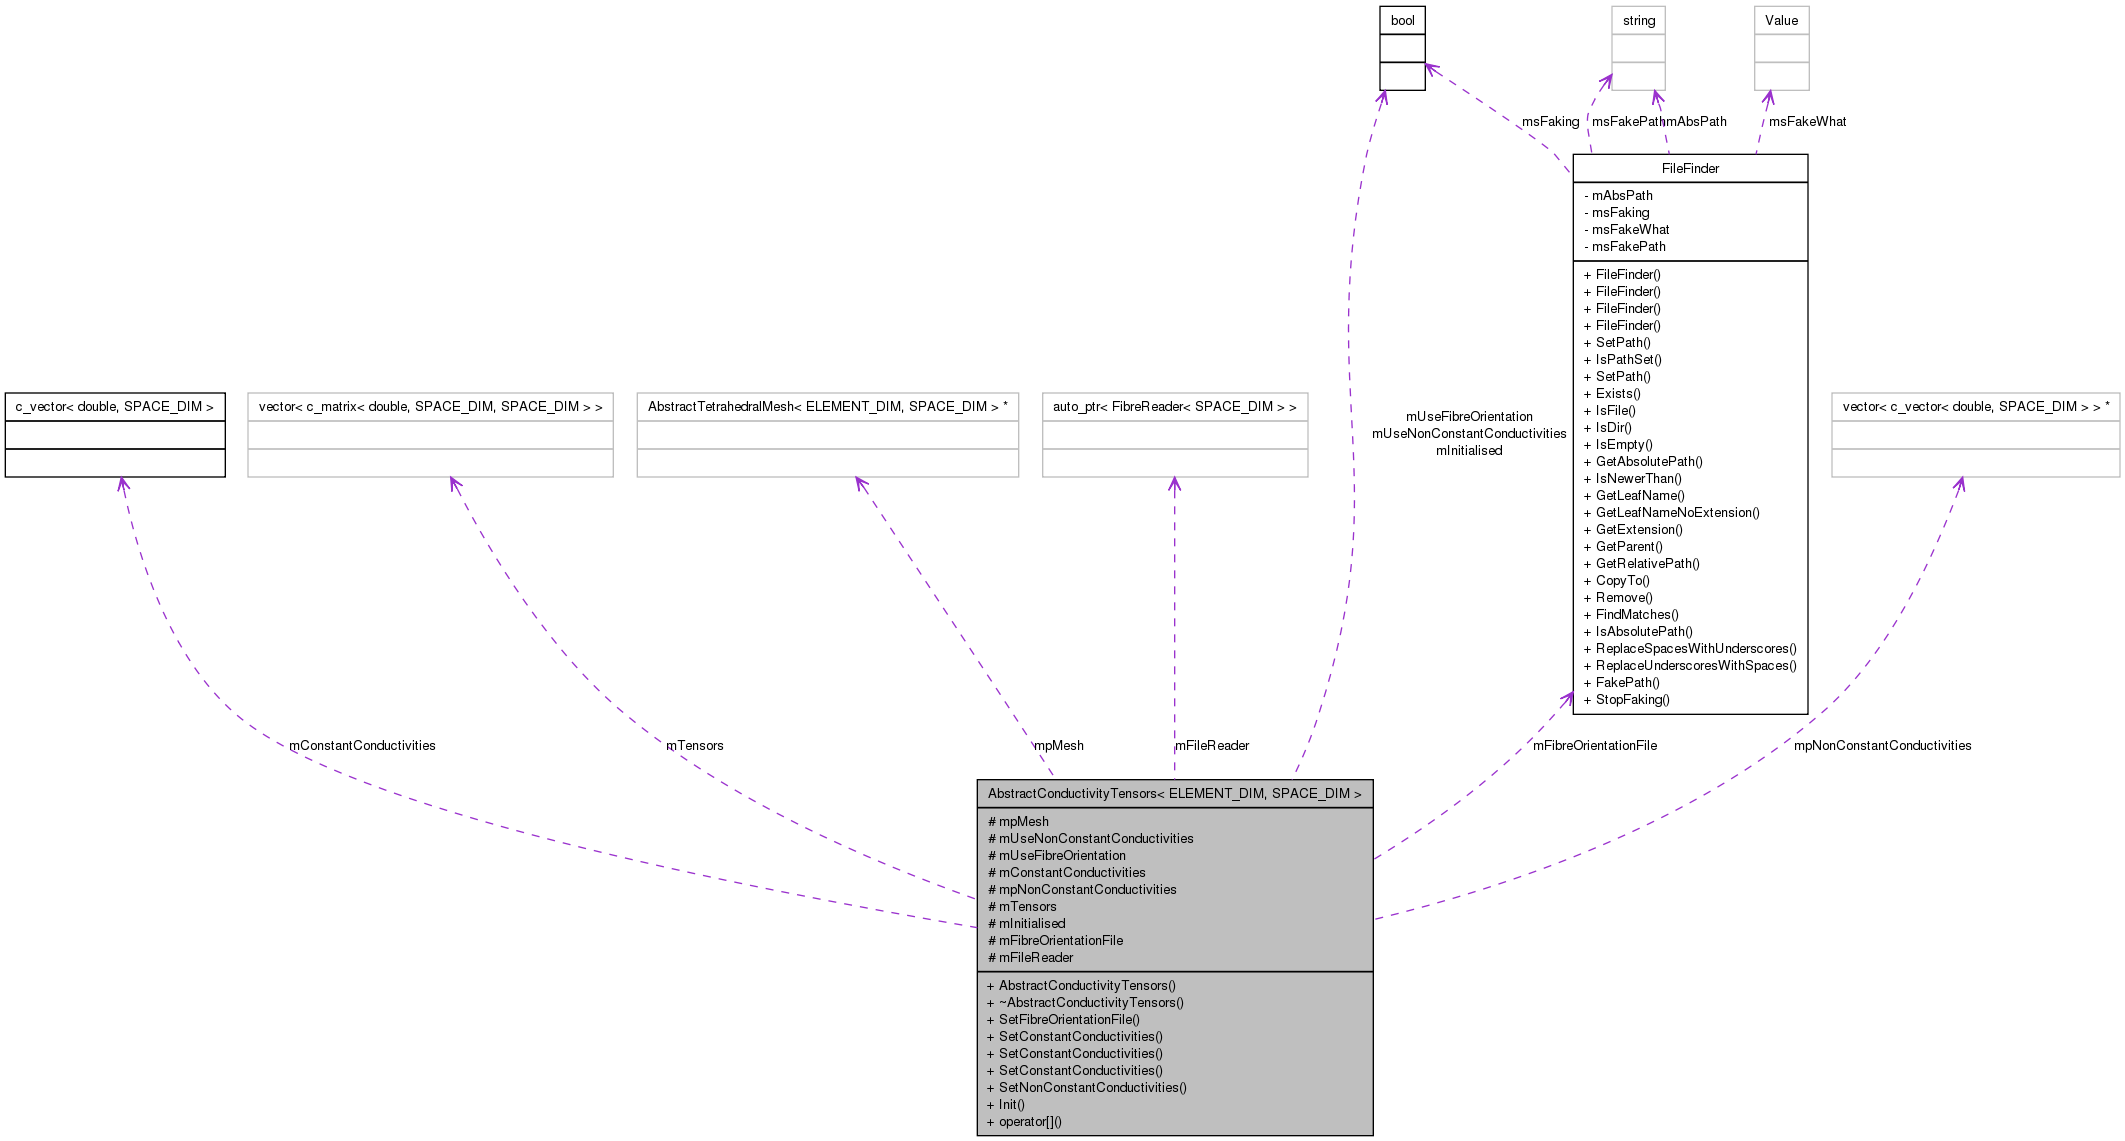 bool
string
Value
msFaking
msFakePath
mAbsPath
msFakeWhat
FileFinder
- mAbsPath
- msFaking
- msFakeWhat
- msFakePath
+ FileFinder()
+ FileFinder()
+ FileFinder()
+ FileFinder()
+ SetPath()
+ IsPathSet()
+ SetPath()
+ Exists()
+ IsFile()
+ IsDir()
+ IsEmpty()
+ GetAbsolutePath()
+ IsNewerThan()
+ GetLeafName()
+ GetLeafNameNoExtension()
+ GetExtension()
+ GetParent()
+ GetRelativePath()
+ CopyTo()
+ Remove()
+ FindMatches()
+ IsAbsolutePath()
+ ReplaceSpacesWithUnderscores()
+ ReplaceUnderscoresWithSpaces()
+ FakePath()
+ StopFaking()
c_vector< double, SPACE_DIM >
vector< c_matrix< double, SPACE_DIM, SPACE_DIM > >
AbstractTetrahedralMesh< ELEMENT_DIM, SPACE_DIM > *
auto_ptr< FibreReader< SPACE_DIM > >
mUseFibreOrientation
mUseNonConstantConductivities
mInitialised
vector< c_vector< double, SPACE_DIM > > *
mConstantConductivities
mTensors
mpMesh
mFileReader
mFibreOrientationFile
mpNonConstantConductivities
AbstractConductivityTensors< ELEMENT_DIM, SPACE_DIM >
# mpMesh
# mUseNonConstantConductivities
# mUseFibreOrientation
# mConstantConductivities
# mpNonConstantConductivities
# mTensors
# mInitialised
# mFibreOrientationFile
# mFileReader
+ AbstractConductivityTensors()
+ ~AbstractConductivityTensors()
+ SetFibreOrientationFile()
+ SetConstantConductivities()
+ SetConstantConductivities()
+ SetConstantConductivities()
+ SetNonConstantConductivities()
+ Init()
+ operator[]()